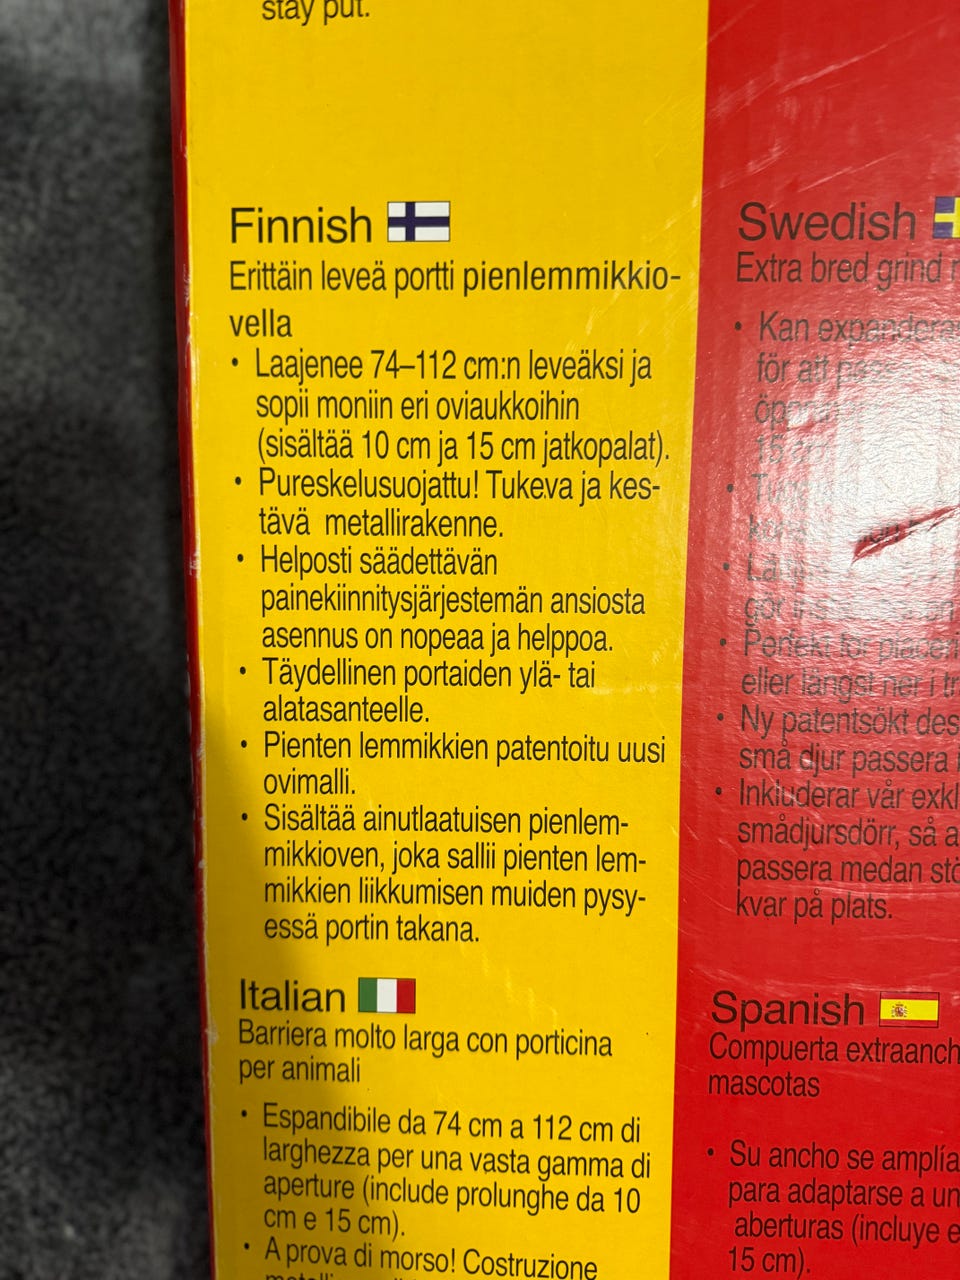 stay put.
Finnish
Erittäin leveä portti pienlemmikkio-
vella
• Laajenee 74–112 cm:n leveäksi ja
sopii moniin eri oviaukkoihin
(sisältää 10 cm ja 15 cm jatkopalat).
• Pureskelusuojattu! Tukeva ja kes-
tävä metallirakenne.
• Helposti säädettävän
painekiinnitysjärjestemän ansiosta
asennus on nopeaa ja helppoa.
• Täydellinen portaiden ylä- tai
alatasanteelle.
• Pienten lemmikkien patentoitu uusi
ovimalli.
• Sisältää ainutlaatuisen pienlem-
mikkioven, joka sallii pienten lem-
mikkien liikkumisen muiden pysy-
essä portin takana.
Italian
Barriera molto larga con porticina
per animali
• Espandibile da 74 cm a 112 cm di
larghezza per una vasta gamma di
aperture (include prolunghe da 10
cm e 15 cm).
• A prova di morso! Costruzione
Swedish
Extra bred grind
• Kan expandera
för att
15
• Perfekt för
eller längst ner i
• Ny patentsökt
små djur passera
• Inkluderar vår
smådjursdörr, så
passera medan
kvar på plats.
Spanish
Compuerta
mascotas
• Su ancho se amplía
para adaptarse a
aberturas (incluye
15 cm).